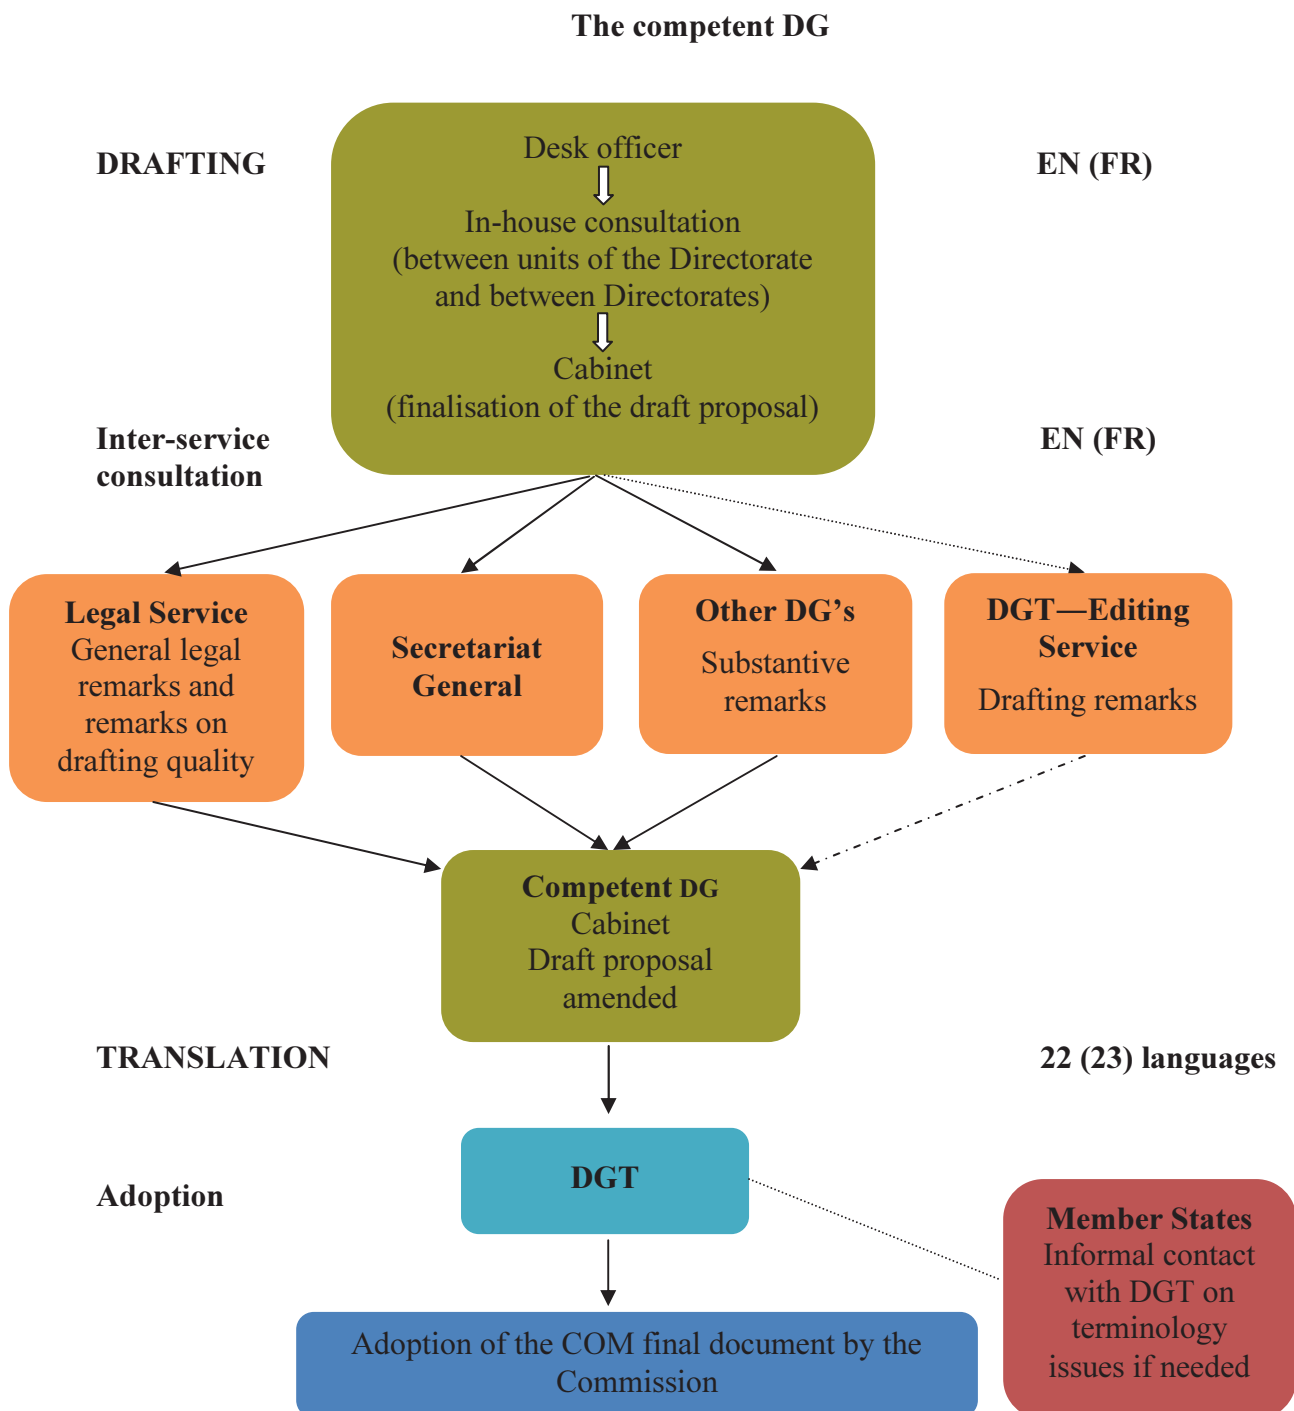 The competent DG
DRAFTING
Desk officer
EN (FR)
In-house consultation
(between units of the Directorate
and between Directorates)
Cabinet
(finalisation of the draft proposal)
Inter-service
consultation
EN (FR)
Legal Service
General legal
remarks and
remarks on
drafting quality
Secretariat
General
Other DG’s
Substantive
remarks
DGT—Editing
Service
Drafting remarks
Competent DG
Cabinet
Draft proposal
amended
TRANSLATION
22 (23) languages
DGT
Adoption
Member States
Informal contact
with DGT on
terminology
issues if needed
Adoption of the COM final document by the
Commission